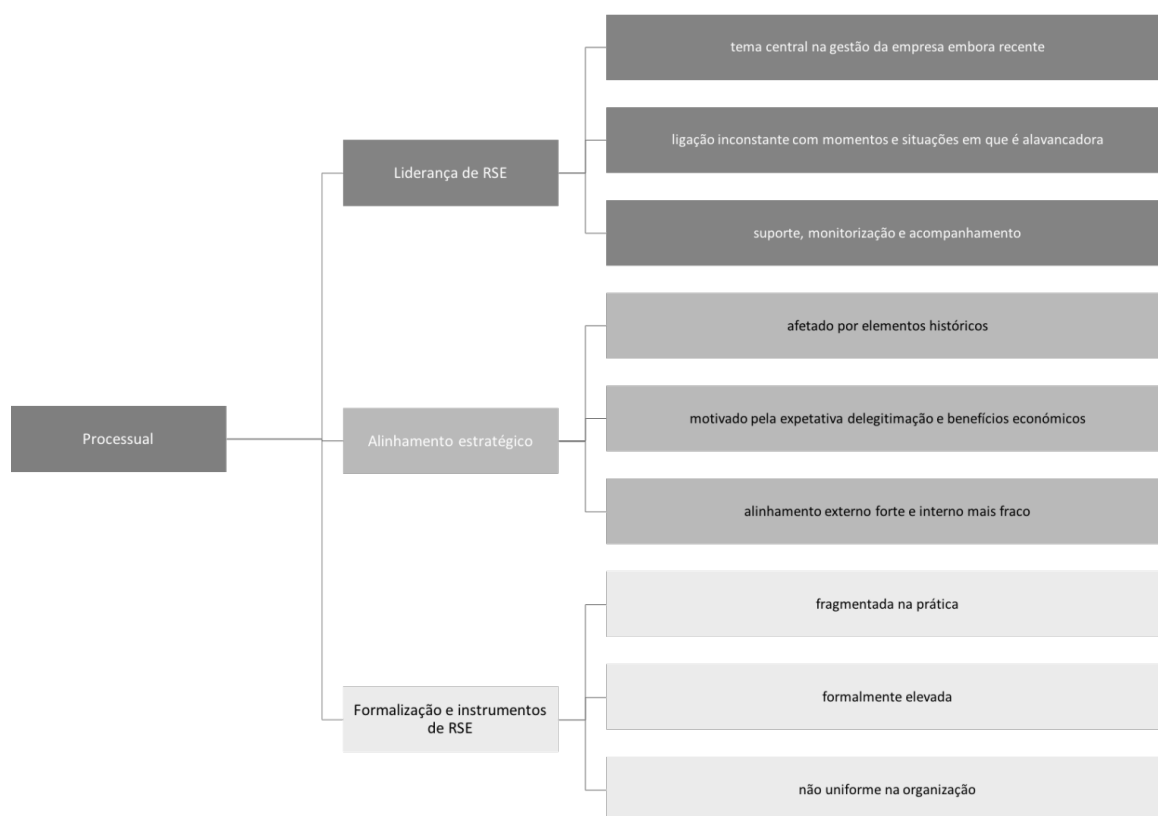 tema central na gestão da empresa embora recente
ligação inconstante com momentos e situações em que é alavancadora
Liderança de RSE
suporte, monitorização e acompanhamento
afetado por elementos históricos
motivado pela expetativa delegitimação e benefícios económicos
Processual
Alinhamento estratégico
alinhamento externo forte e interno mais fraco
fragmentada na prática
formalmente elevada
Formalização e instrumentos
de RSE
não uniforme na organização